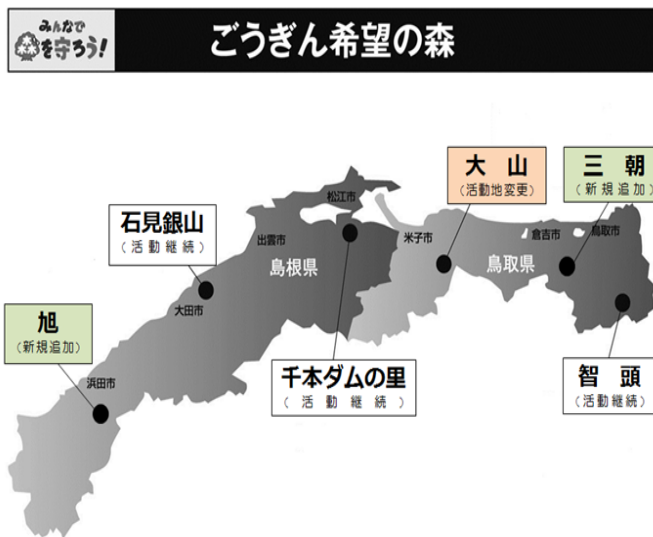 みんなで
森を守ろう!
ごうぎん希望の森
大山
(活動地変更)
三朝
(新規追加)
松江市
石見銀山
(活動継続)
出雲市
米子市
倉吉市
鳥取市
島根県
鳥取県
大田市
旭
(新規追加)
千本ダムの里
(活動継続)
智頭
(活動継続)
浜田市